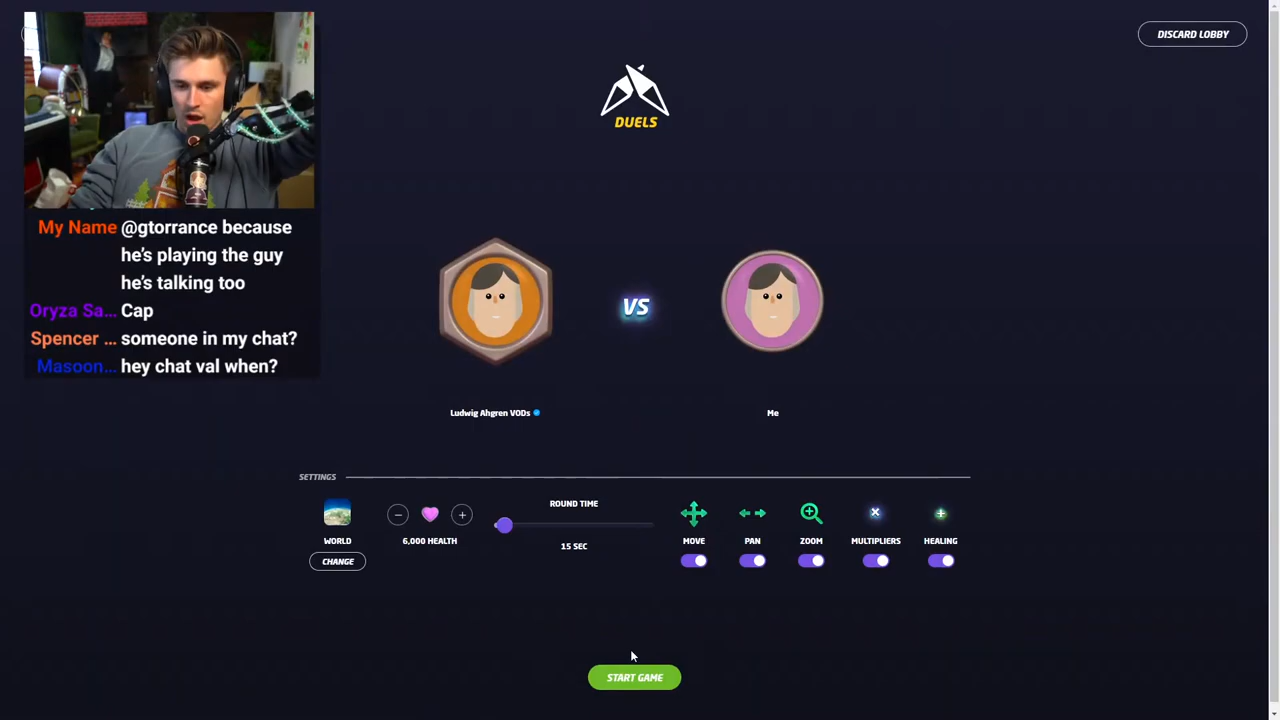 DISCARD LOBBY
DUELS
My Name @gtorrance because
he's playing the guy
he's talking too
Oryza Sa... Cap
Spencer ... someone in my chat?
Masoon... hey chat val when?
VS
Ludwig Ahgren VODs
Me
SETTINGS
ROUND TIME
WORLD
6,000 HEALTH
15 SEC
MOVE
PAN
ZOOM
MULTIPLIERS
HEALING
CHANGE
START GAME